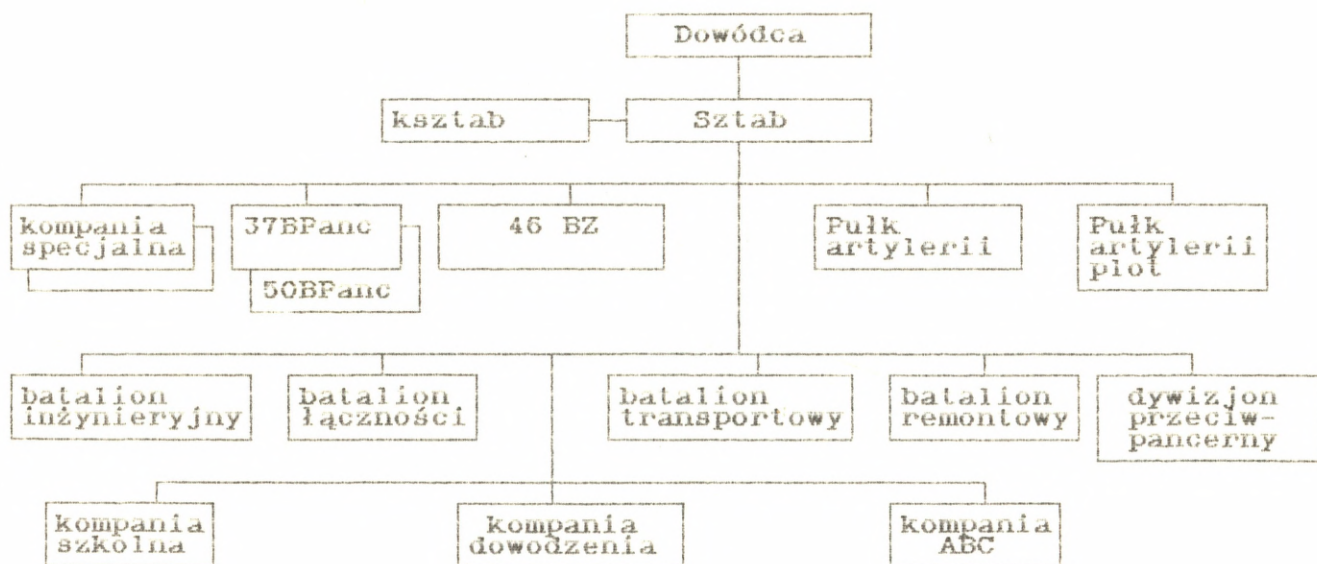 Dowódca
ksztab
Sztab
kompania
specjalna
37BPanc
50BPanc
46 BZ
Pułk
artylerii
Pułk
artylerii
plot
batalion
inżynieryjny
batalion
łączności
batalion
transportowy
batalion
remontowy
dywizjon
przeciw-
pancerny
kompania
szkolna
kompania
dowodzenia
kompania
ABC